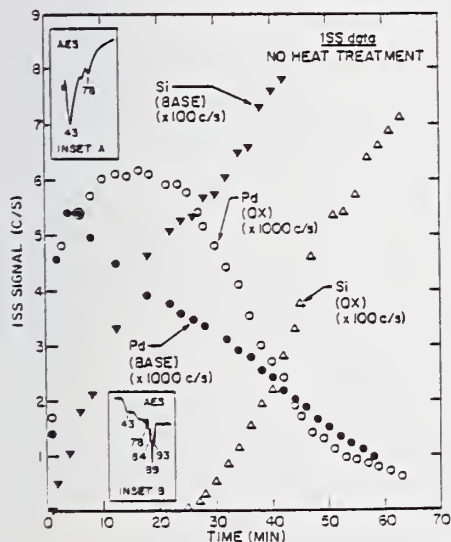 ISS data
NO HEAT TREATMENT
AES
78
43
INSET A
Si
(BASE)
(x100 c/s)
Pd
(OX)
(x1000 c/s)
Si
(OX)
(x100 c/s)
Pd
(BASE)
(x1000 c/s)
AES
43
78
84
93
89
INSET B
ISS SIGNAL (C/S)
9
8
7
6
5
4
3
2
1
0
10
20
30
40
50
60
70
TIME (MIN)